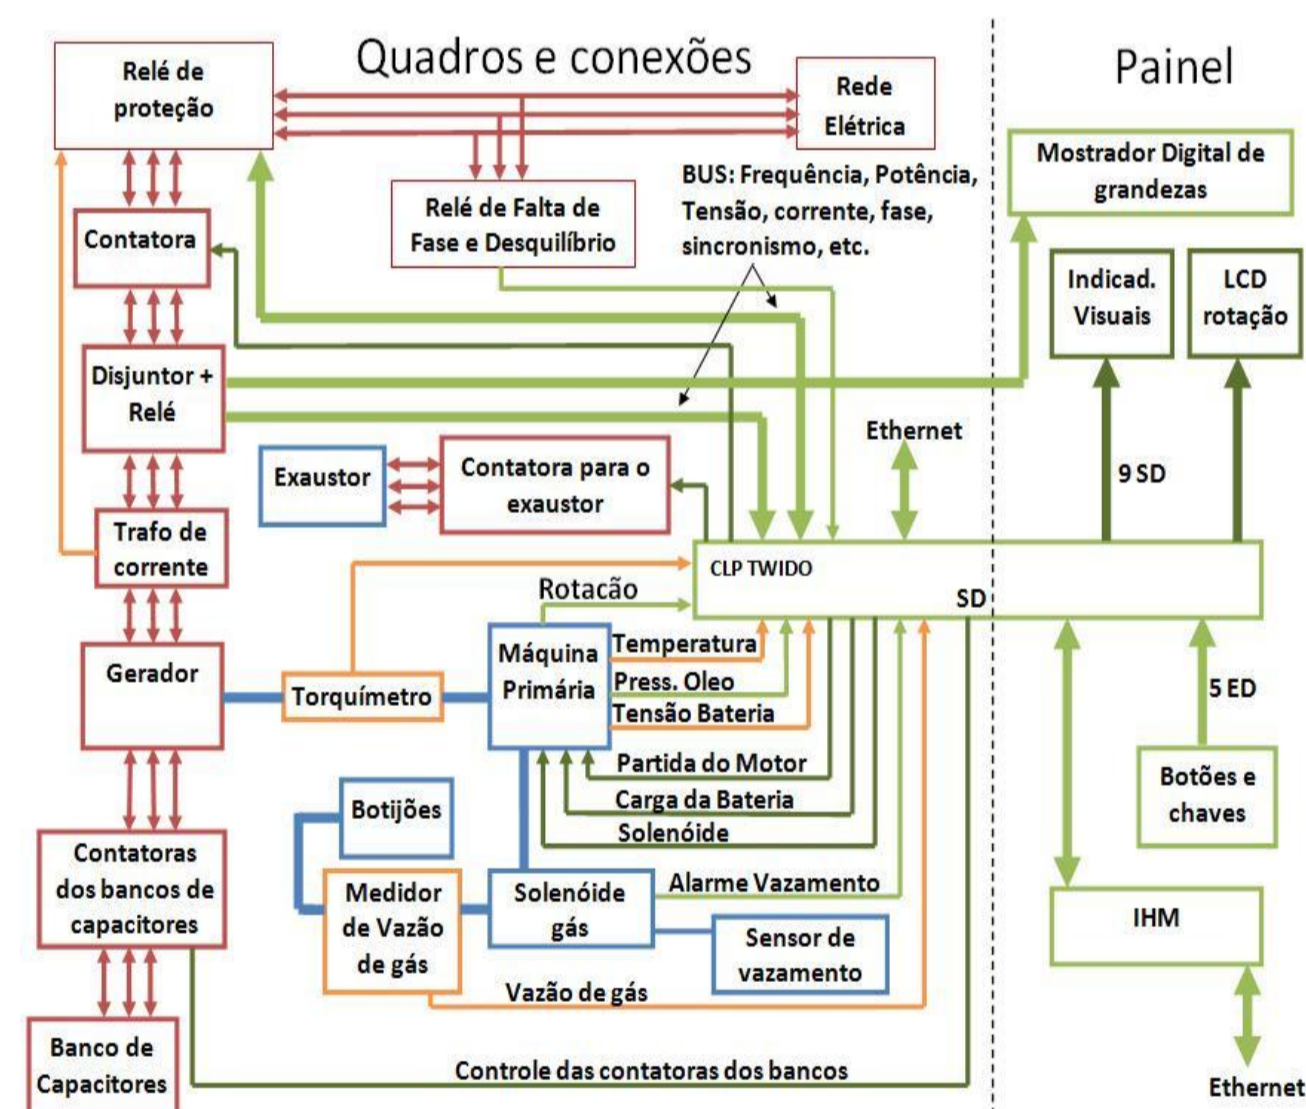 Quadros e conexões
Painel
Relé de
proteção
Rede
Elétrica
Mostrador Digital de
grandezas
BUS: Frequência, Potência,
Tensão, corrente, fase,
sincronismo, etc.
Relé de Falta de
Fase e Desquilíbrio
Contatora
Indicad.
Visuais
LCD
rotação
Disjuntor +
Relé
Ethernet
Exaustor
Contatora para o
exaustor
9 SD
Trafo de
corrente
CLP TWIDO
SD
Rotacão
Máquina
Primária
Temperatura
Press. Oleo
Tensão Bateria
Gerador
Torquímetro
5 ED
Partida do Motor
Carga da Bateria
Solenóide
Botões e
chaves
Botijões
Contatoras
dos bancos de
capacitores
Medidor
de Vazão
de gás
Solenóide
gás
Alarme Vazamento
Sensor de
vazamento
IHM
Vazão de gás
Banco de
Capacitores
Controle das contatoras dos bancos
Ethernet